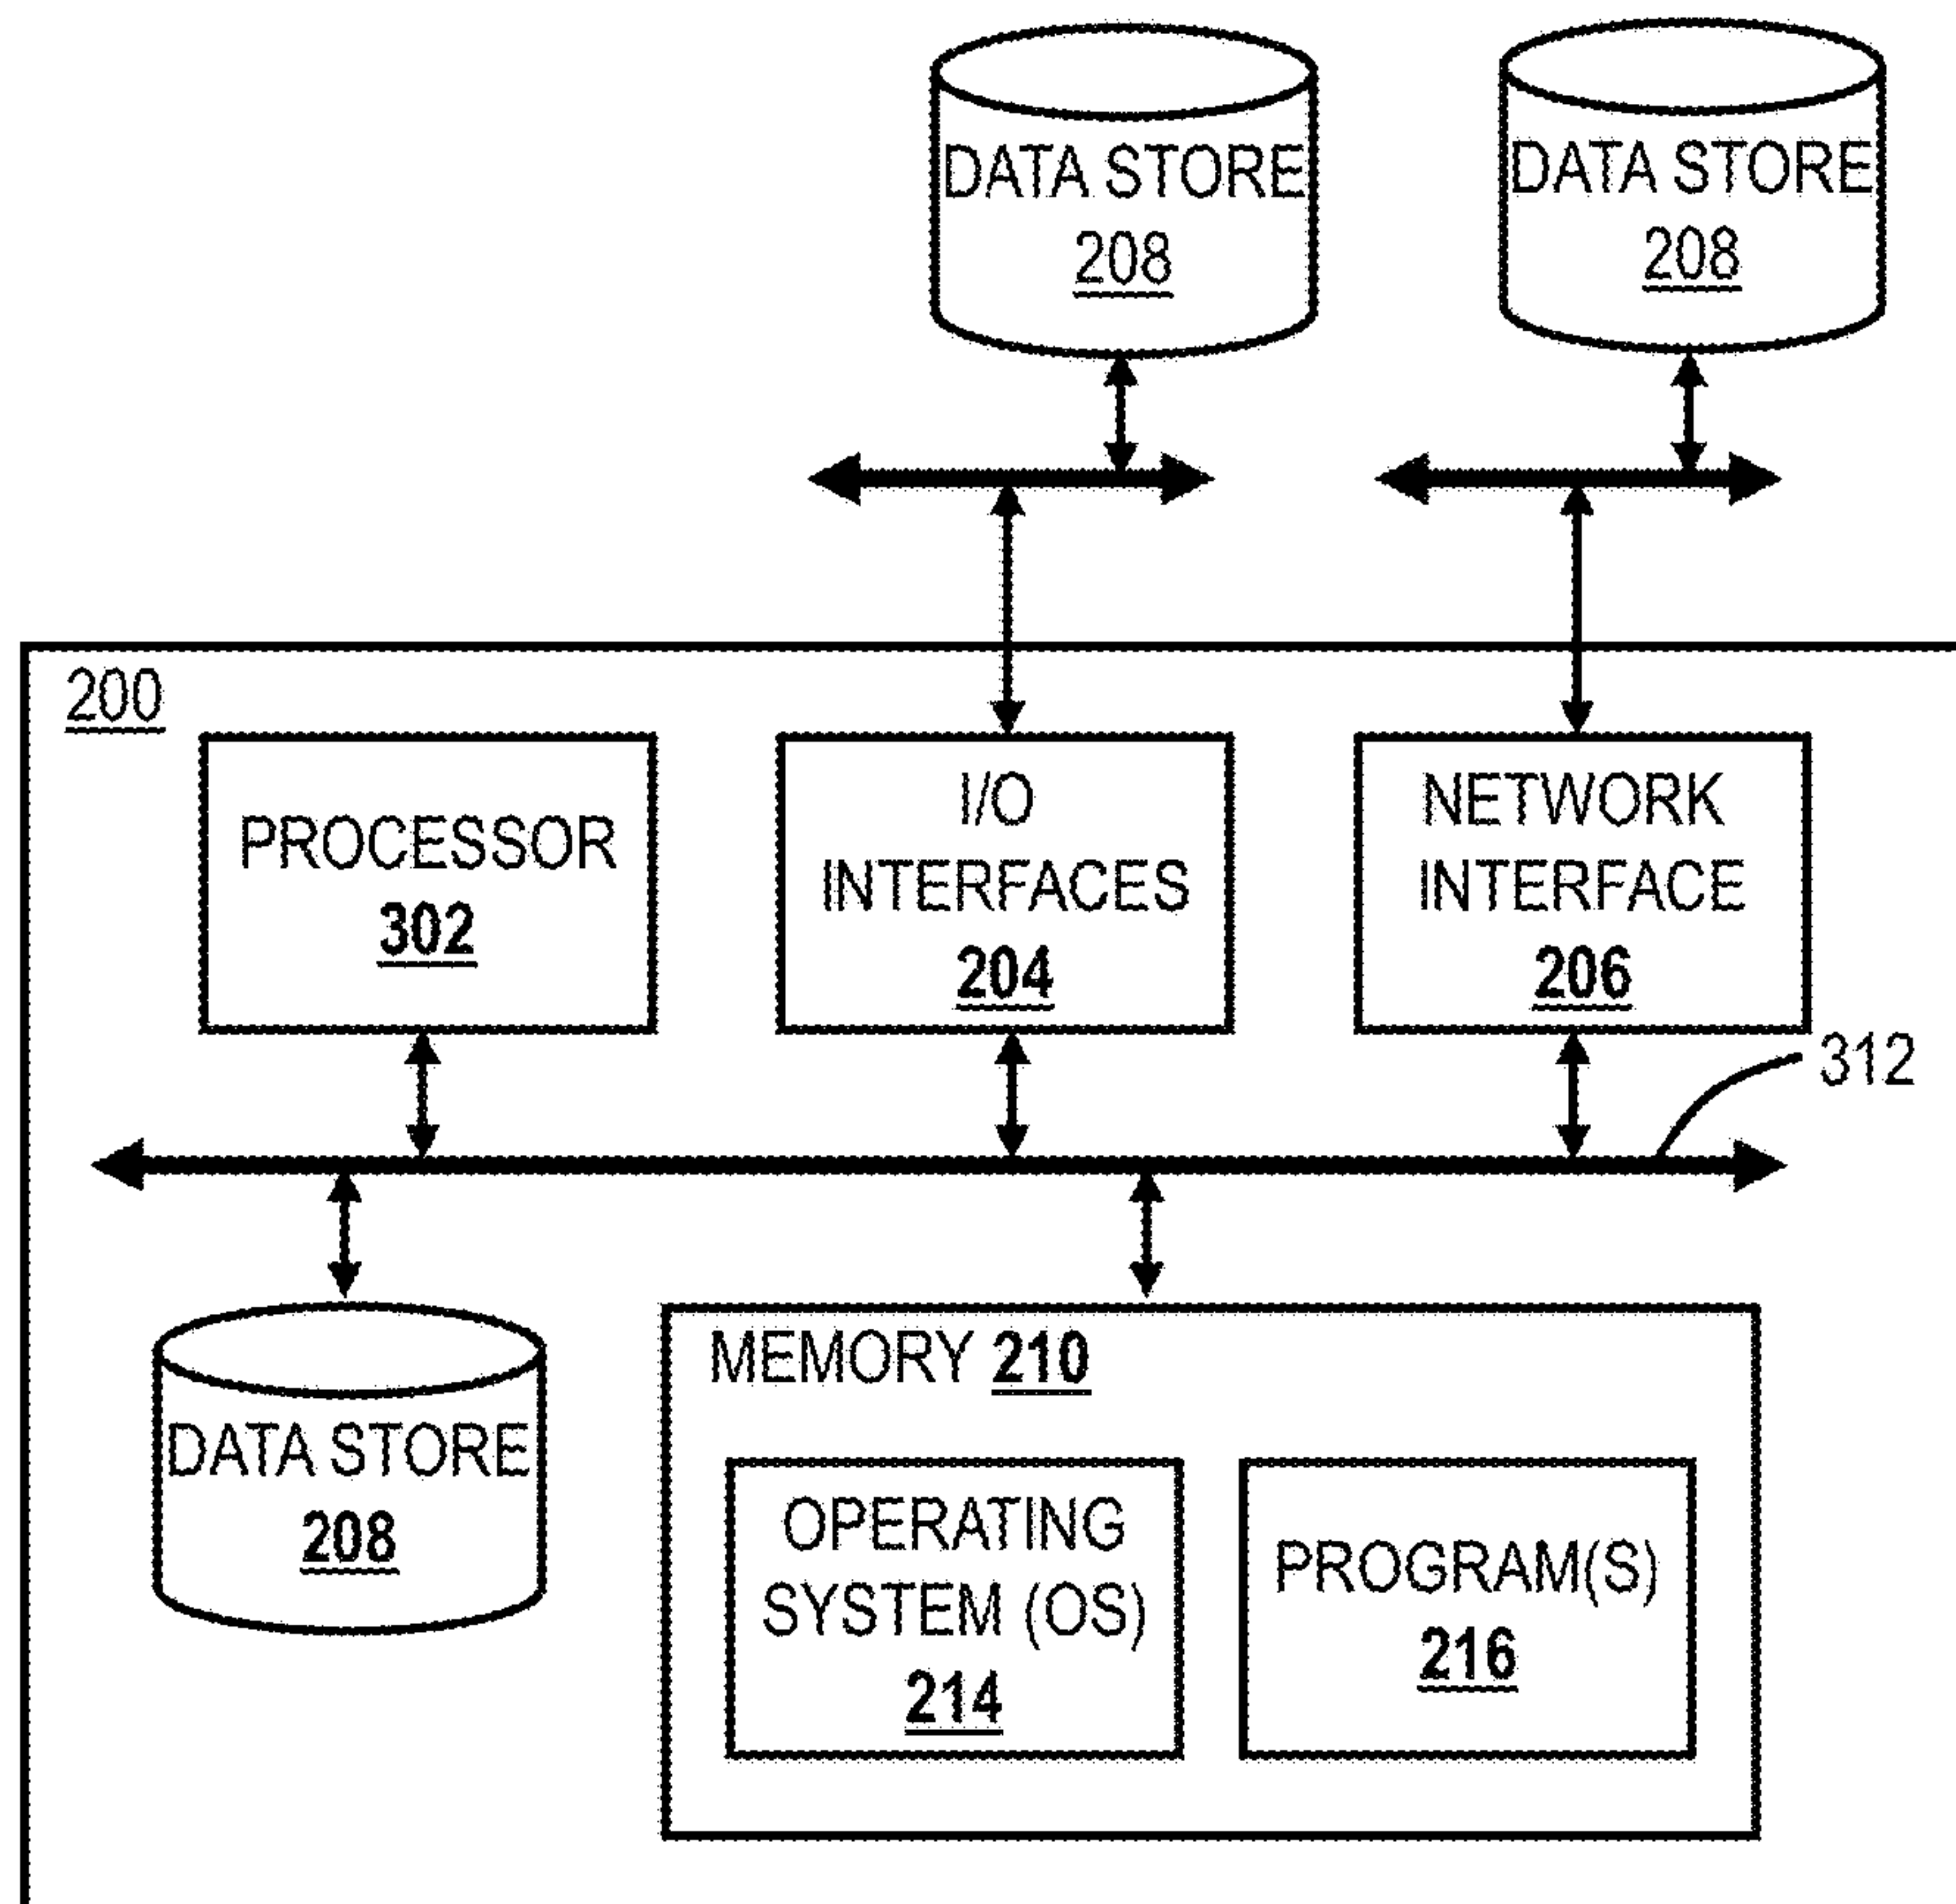 DATA STORE
208
DATA STORE
208
200
PROCESSOR
302
I/O
INTERFACES
204
NETWORK
INTERFACE
206
312
DATA STORE
208
MEMORY 210
OPERATING
SYSTEM (OS)
214
PROGRAM(S)
216